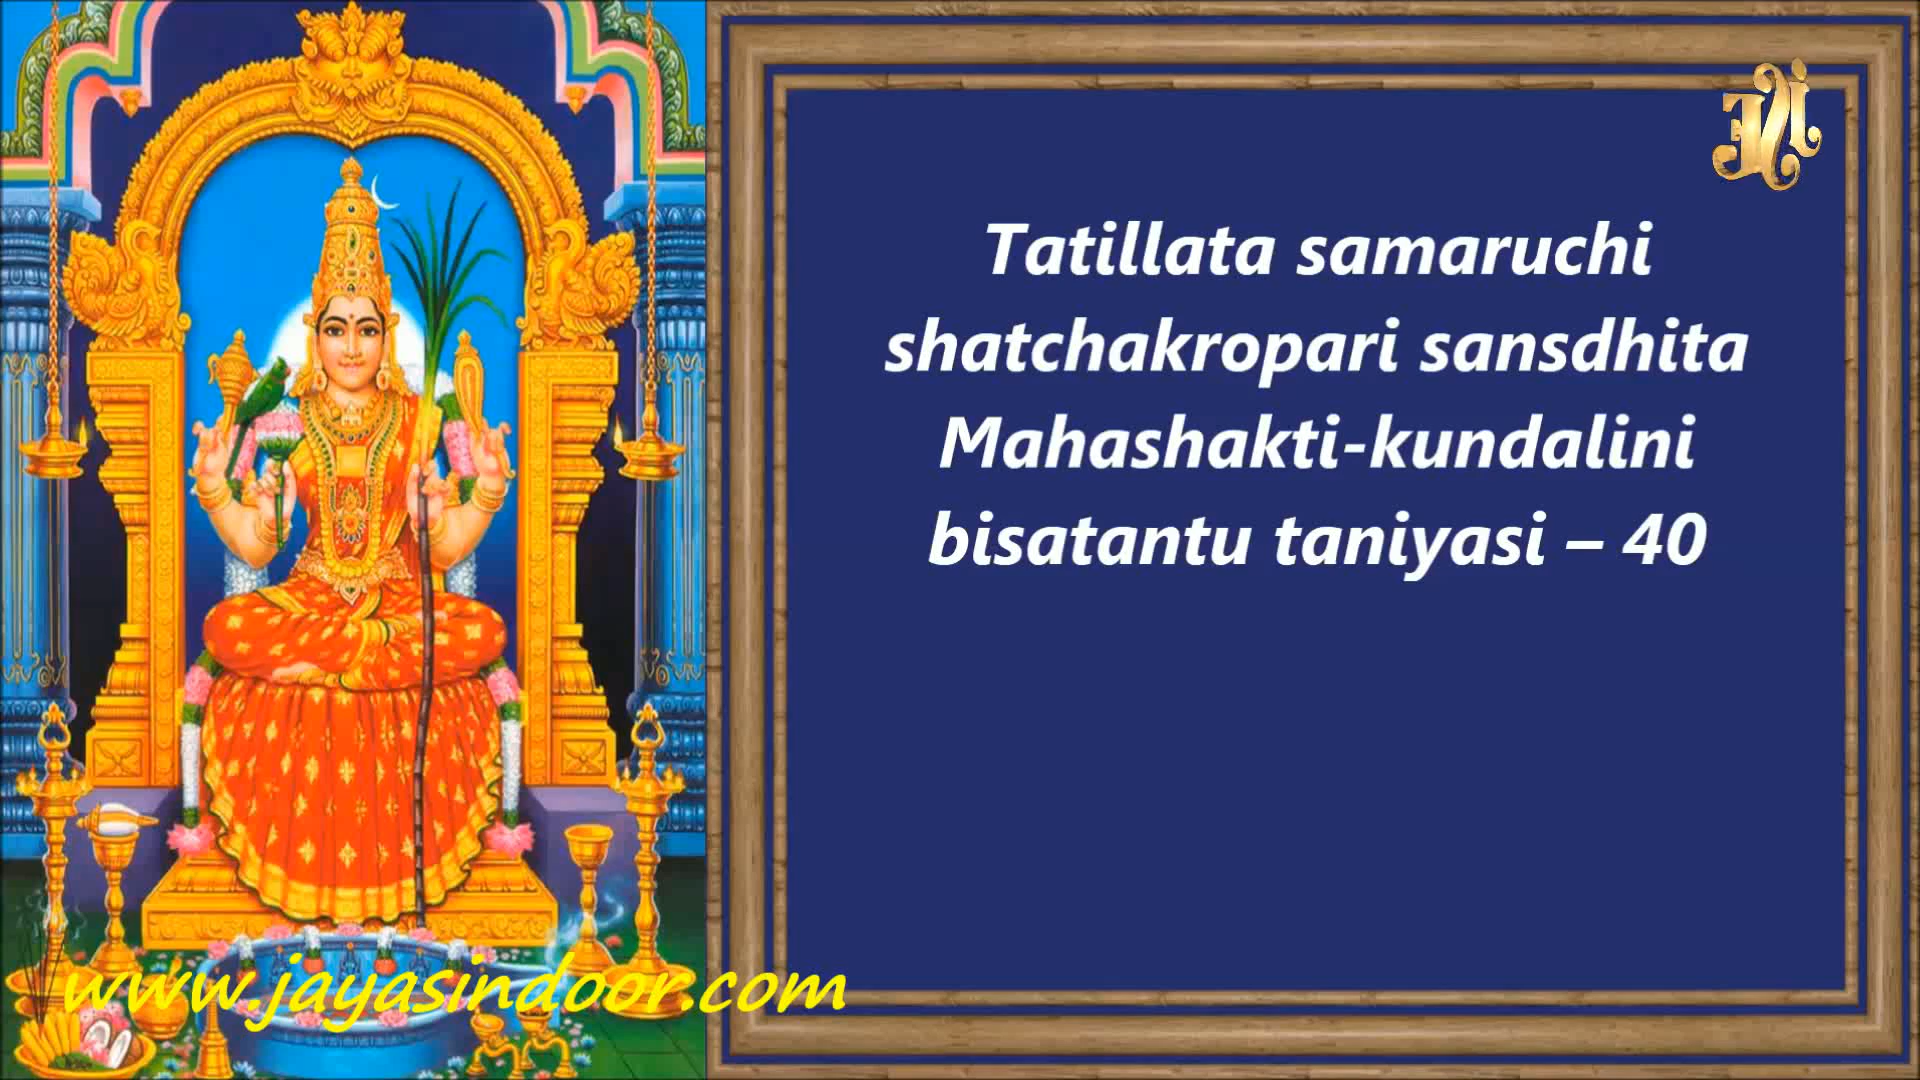 Tatillata samaruchi
shatchakropari sansdhita
Mahashakti-kundalini
bisatantu taniyasi – 40
www.jayasindoor.com